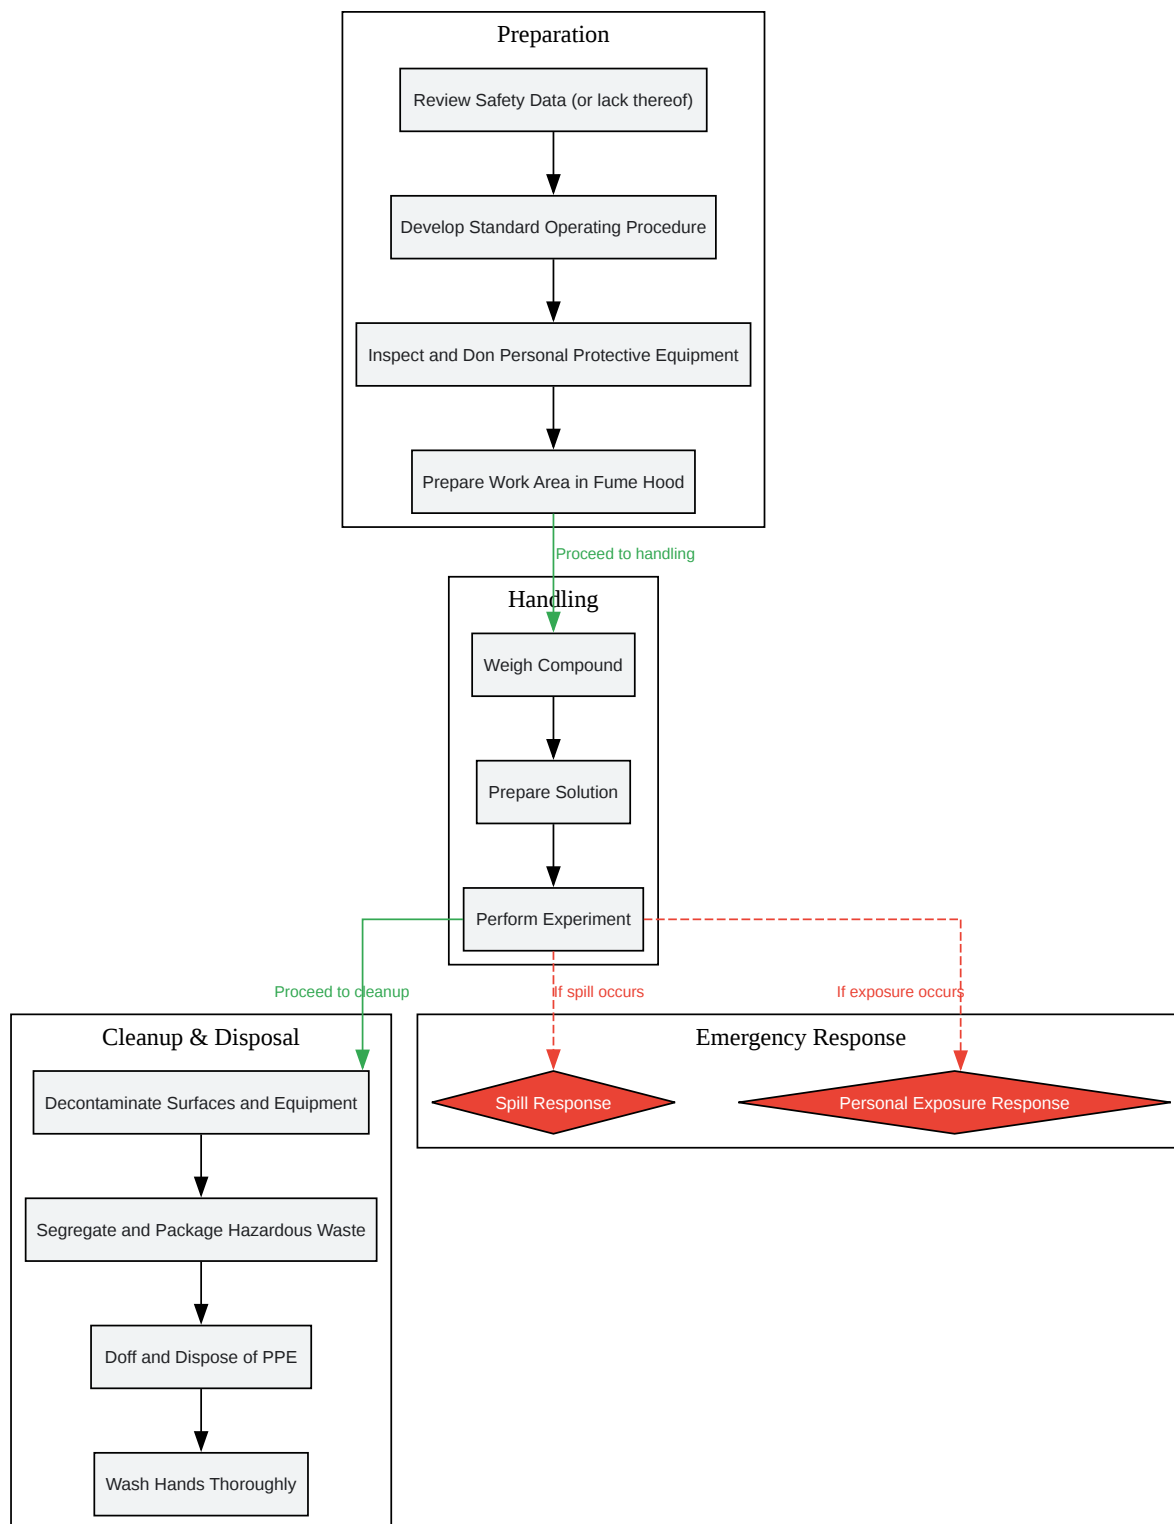 Preparation
Review Safety Data (or lack thereof)
Develop Standard Operating Procedure
Inspect and Don Personal Protective Equipment
Prepare Work Area in Fume Hood
Proceed to handling
Handling
Weigh Compound
Prepare Solution
Perform Experiment
Proceed to cleanup
If spill occurs
If exposure occurs
Cleanup & Disposal
Decontaminate Surfaces and Equipment
Segregate and Package Hazardous Waste
Doff and Dispose of PPE
Wash Hands Thoroughly
Emergency Response
Spill Response
Personal Exposure Response